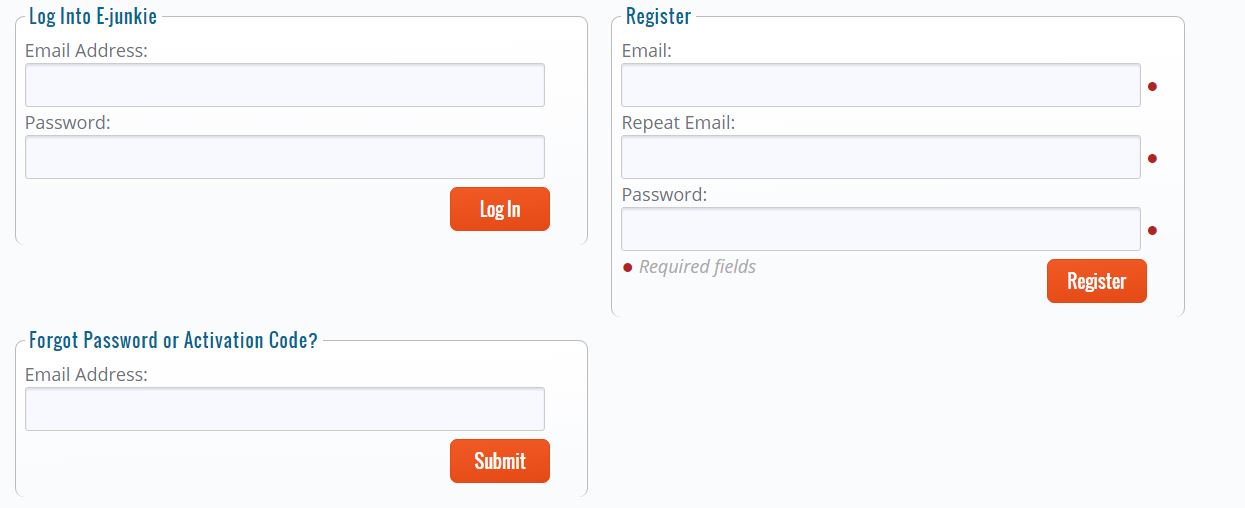 Log Into E-junkie
Email Address:
Password:
Log In
Register
Email:
Repeat Email:
Password:
Required fields
Register
Forgot Password or Activation Code?
Email Address:
Submit